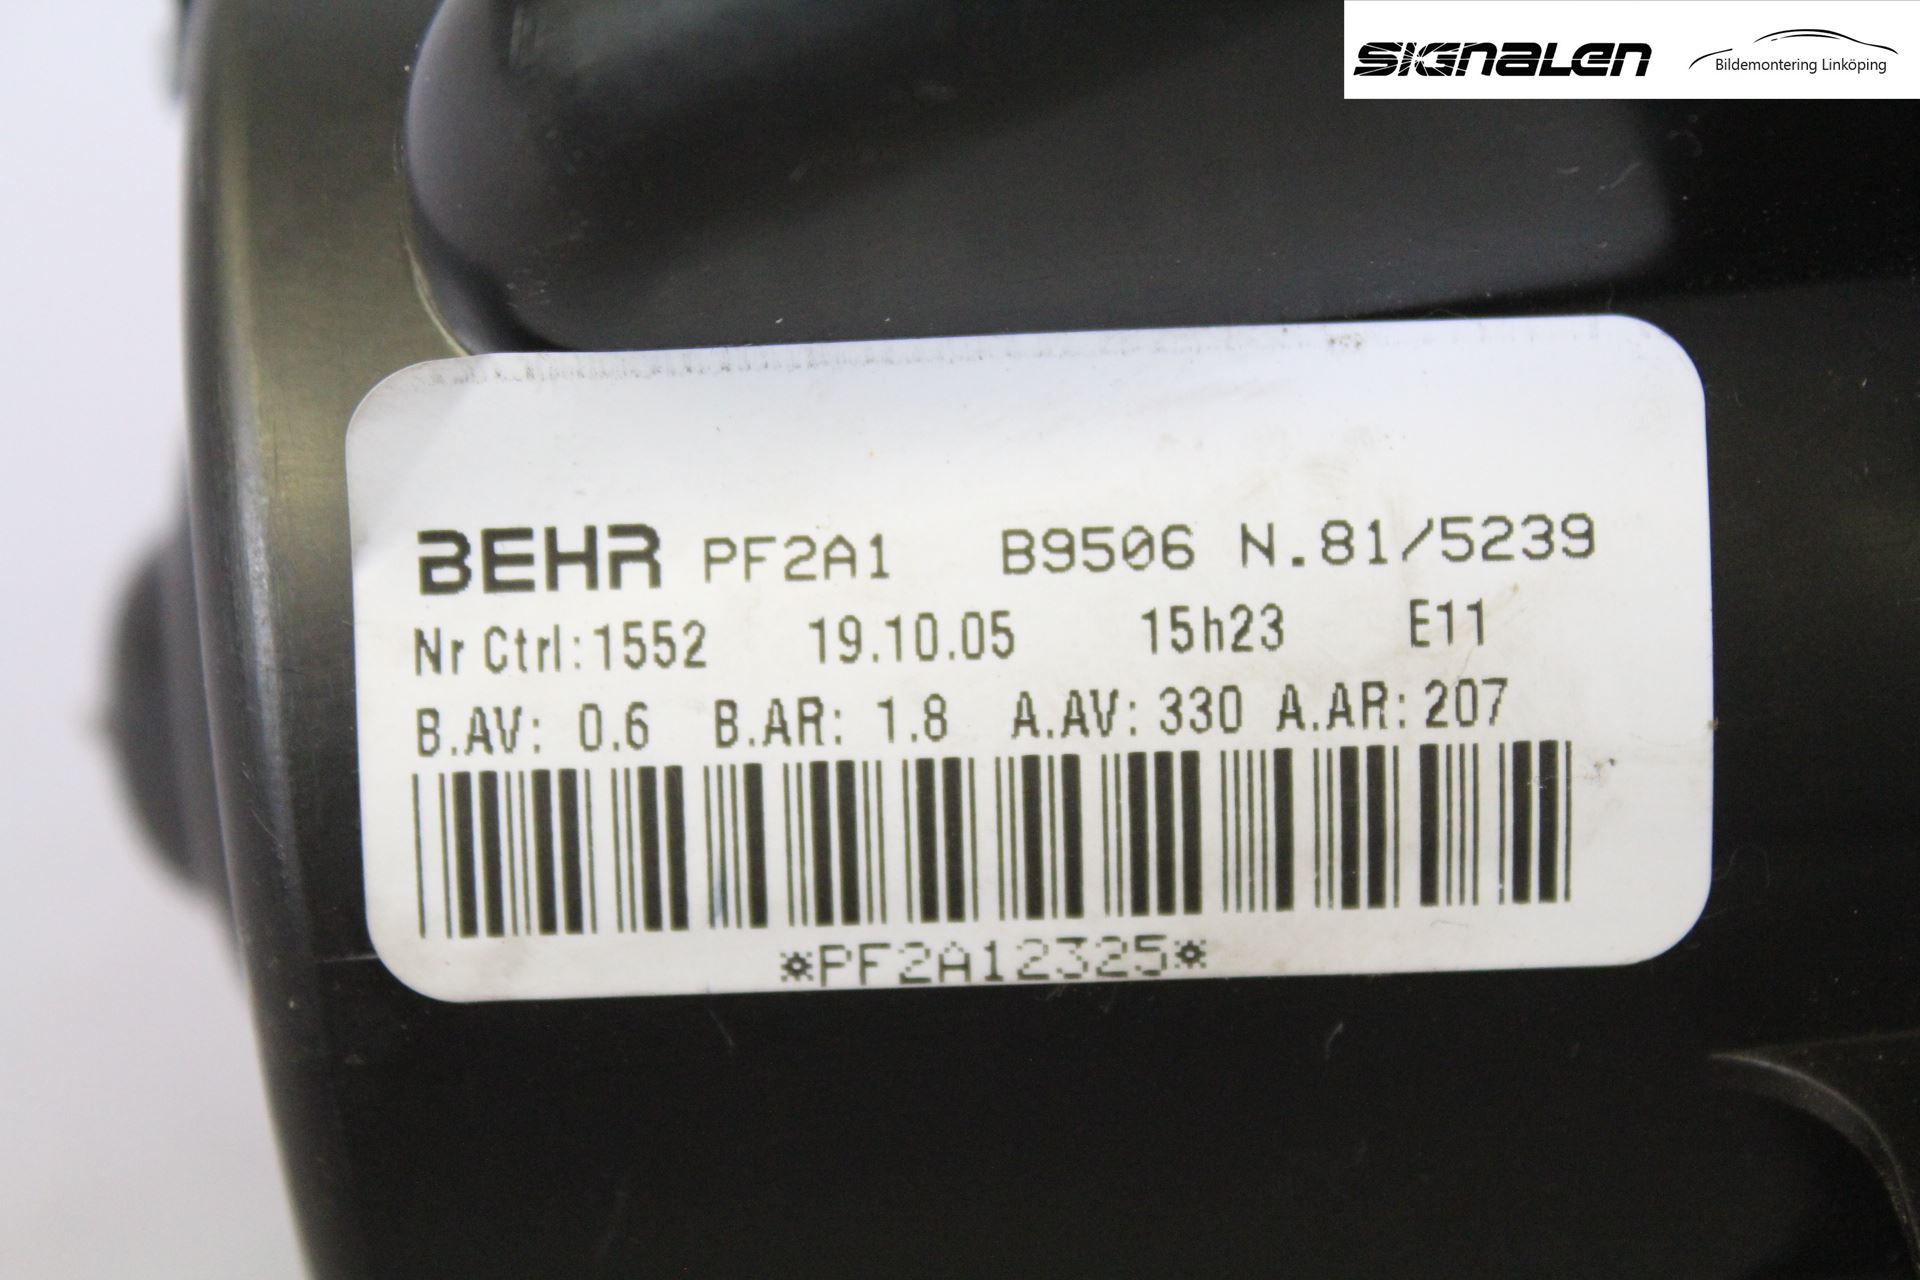 SIGNALEN
Bildemontering Linköping
BEHR PF2A1 B9506 N.81/5239
Nr Ctrl:1552 19.10.05 15h23 E11
B.AV: 0.6 B.AR: 1.8 A.AV: 330 A.AR: 207
*PF2A12325*